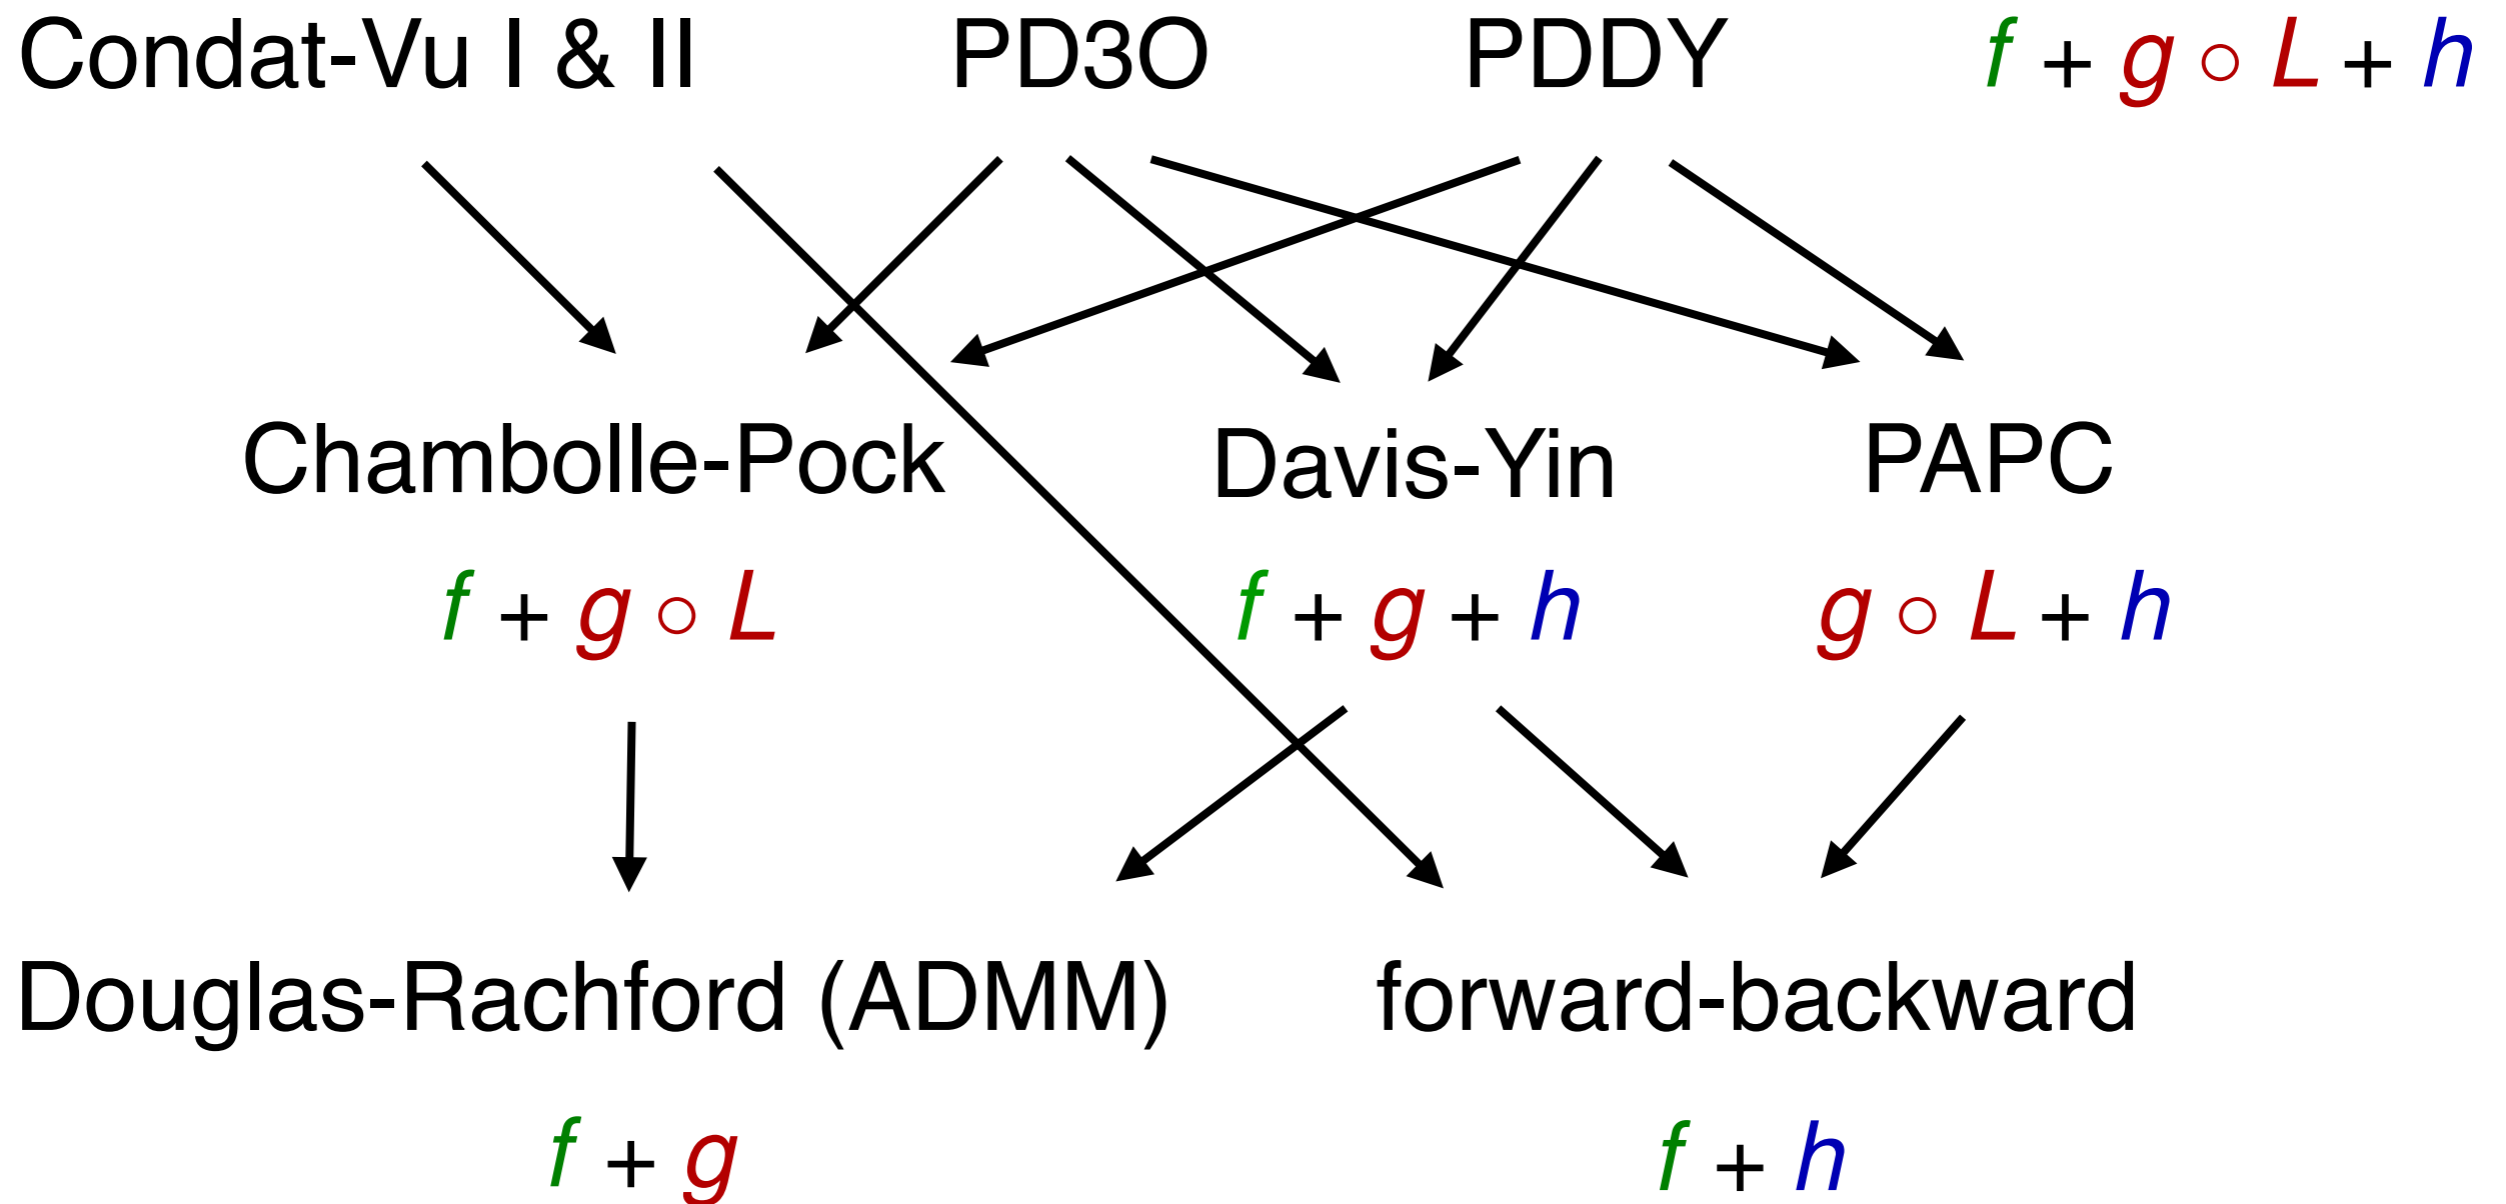 Condat-Vu I & II PD3O PDDY f + g ○ L + h
Chambolle-Pock Davis-Yin PAPC
f + g ○ L f + g + h g ○ L + h
Douglas-Rachford (ADMM) forward-backward
f + g f + h